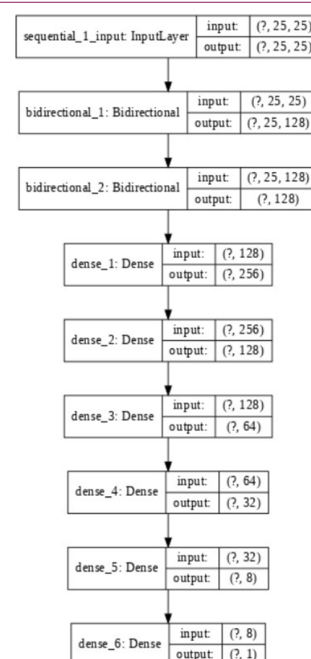 sequential_1_input: InputLayer
input: (?, 25, 25)
output: (?, 25, 25)
bidirectional_1: Bidirectional
input: (?, 25, 25)
output: (?, 25, 128)
bidirectional_2: Bidirectional
input: (?, 25, 128)
output: (?, 128)
dense_1: Dense
input: (?, 128)
output: (?, 256)
dense_2: Dense
input: (?, 256)
output: (?, 128)
dense_3: Dense
input: (?, 128)
output: (?, 64)
dense_4: Dense
input: (?, 64)
output: (?, 32)
dense_5: Dense
input: (?, 32)
output: (?, 8)
dense_6: Dense
input: (?, 8)
output: (?, 1)